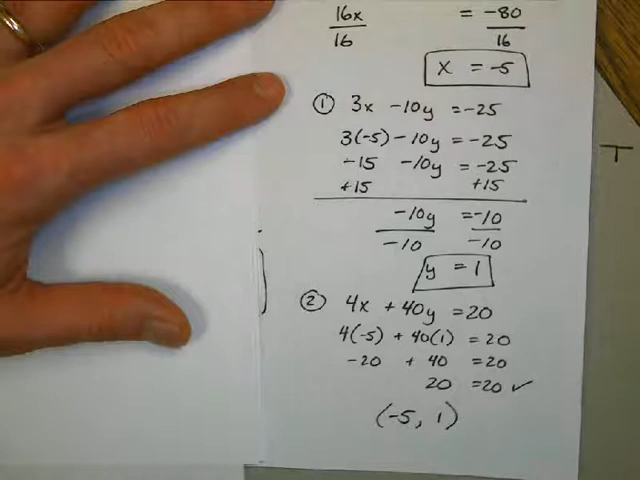 16x = -80
16 16
x = -5
① 3x -10y = -25
3(-5) -10y = -25
-15 -10y = -25
+15 +15
-10y = -10
-10 -10
y = 1
② 4x + 40y = 20
4(-5) + 40(1) = 20
-20 + 40 = 20
20 = 20 ✓
(-5, 1)